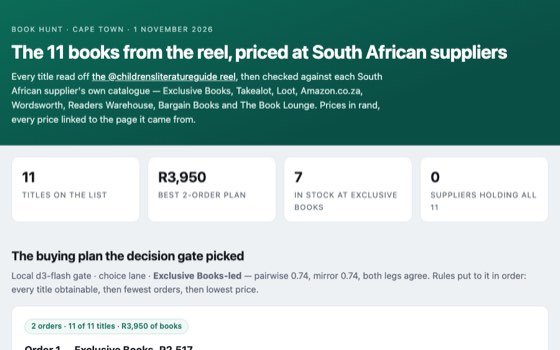 BOOK HUNT · CAPE TOWN · 1 NOVEMBER 2026
The 11 books from the reel, priced at South African suppliers
Every title read off the @childrensliteratureguide reel, then checked against each South
African supplier's own catalogue — Exclusive Books, Takealot, Loot, Amazon.co.za,
Wordsworth, Readers Warehouse, Bargain Books and The Book Lounge. Prices in rand,
every price linked to the page it came from.
11
TITLES ON THE LIST
R3,950
BEST 2-ORDER PLAN
7
IN STOCK AT EXCLUSIVE
BOOKS
0
SUPPLIERS HOLDING ALL
11
The buying plan the decision gate picked
Local d3-flash gate · choice lane · Exclusive Books-led — pairwise 0.74, mirror 0.74, both legs agree. Rules put to it in order:
every title obtainable, then fewest orders, then lowest price.
2 orders · 11 of 11 titles · R3,950 of books
Order 1 — Exclusive Books, R2,517